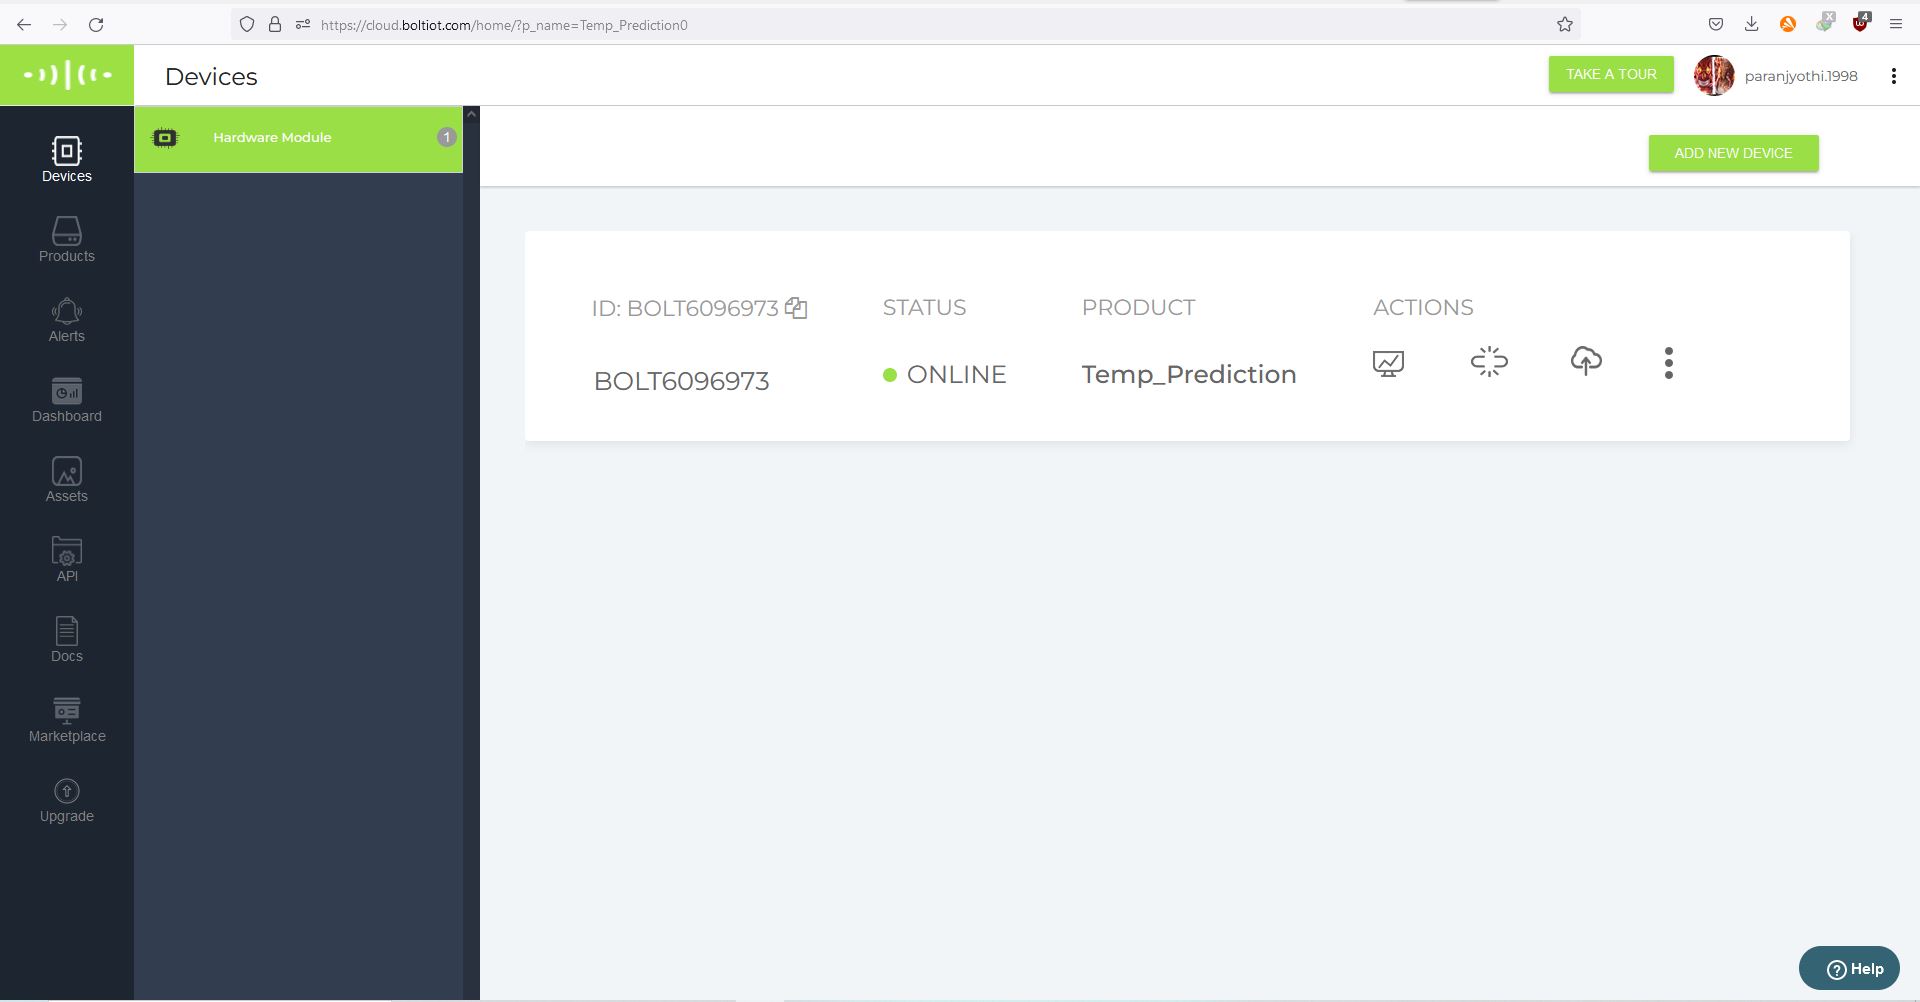 https://cloud.boltiot.com/home/?p_name=Temp_Prediction0
X
4
Devices
TAKE A TOUR
paranjyothi.1998
Hardware Module
1
ADD NEW DEVICE
Devices
Products
Alerts
Dashboard
Assets
API
Docs
Marketplace
Upgrade
ID: BOLT6096973
STATUS
PRODUCT
ACTIONS
BOLT6096973
ONLINE
Temp_Prediction
? Help